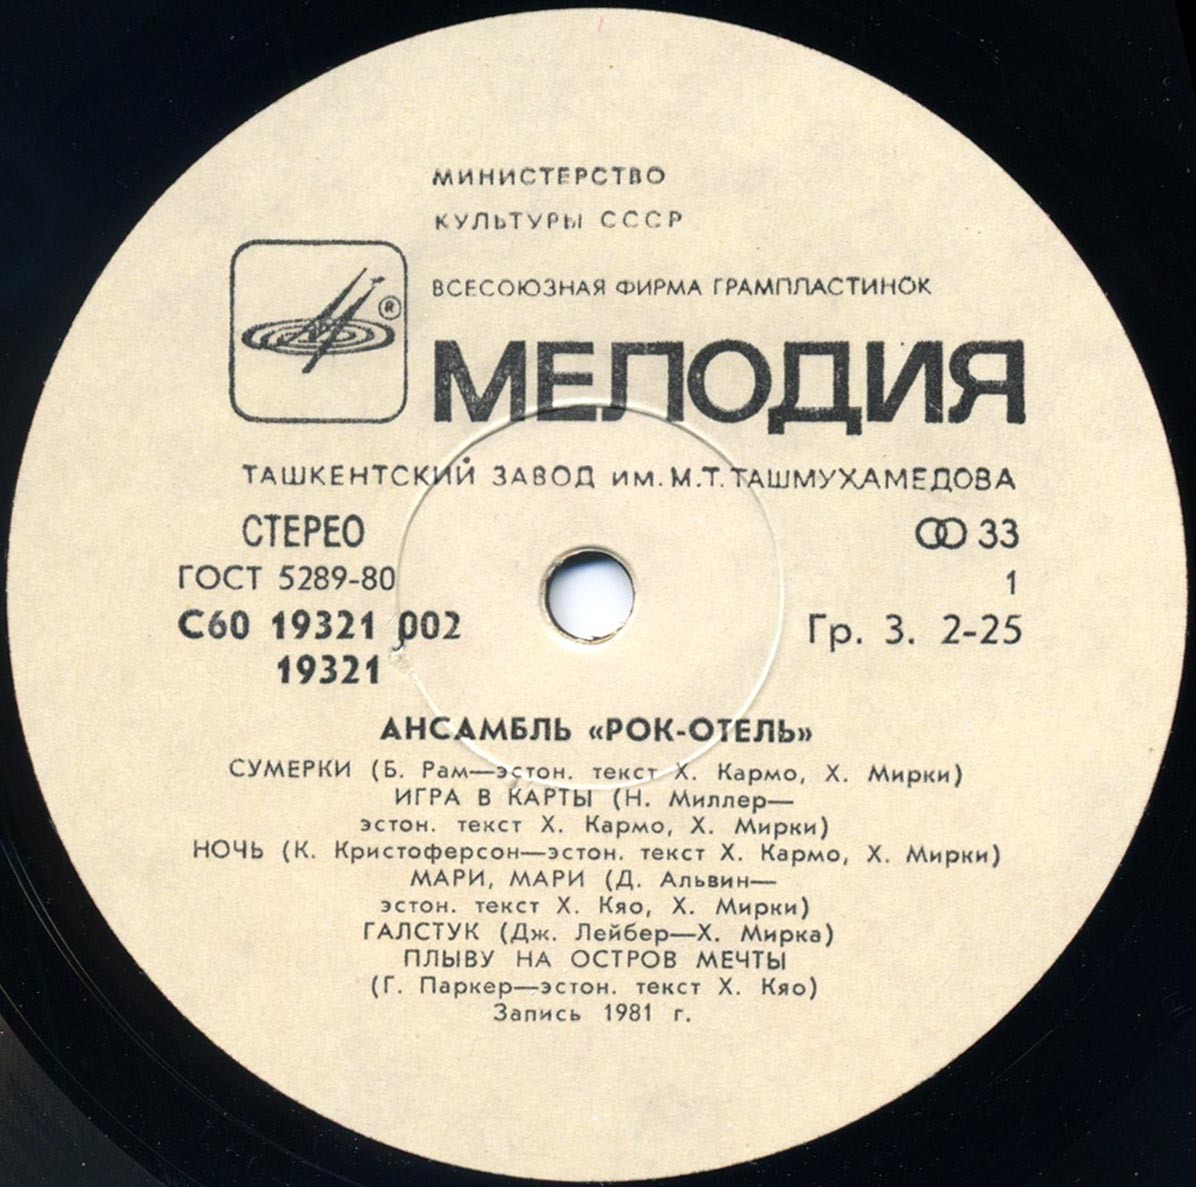 МИНИСТЕРСТВО
КУЛЬТУРЫ СССР
ВСЕСОЮЗНАЯ ФИРМА ГРАМПЛАСТИНОК
®
МЕЛОДИЯ
ТАШКЕНТСКИЙ ЗАВОД ИМ. М.Т. ТАШМУХАМЕДОВА
СТЕРЕО 33
ГОСТ 5289-80 1
С60 19321 002 Гр. 3. 2-25
19321
АНСАМБЛЬ «РОК-ОТЕЛЬ»
СУМЕРКИ (Б. Рам—эстон. текст Х. Кармо, Х. Мирки)
ИГРА В КАРТЫ (Н. Миллер—
эстон. текст Х. Кармо, Х. Мирки)
НОЧЬ (К. Кристоферсон—эстон. текст Х. Кармо, Х. Мирки)
МАРИ, МАРИ (Д. Альвин—
эстон. текст Х. Кяо, Х. Мирки)
ГАЛСТУК (Дж. Лейбер—Х. Мирка)
ПЛЫВУ НА ОСТРОВ МЕЧТЫ
(Г. Паркер—эстон. текст Х. Кяо)
Запись 1981 г.